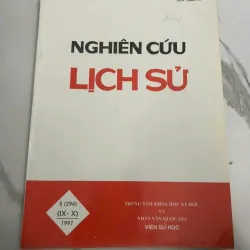 NGHIÊN CỨU
LỊCH SỬ
5 (294)
(IX - X)
1997
TRUNG TÂM KHOA HỌC XÃ HỘI
VÀ
NHÂN VĂN QUỐC GIA
VIỆN SỬ HỌC